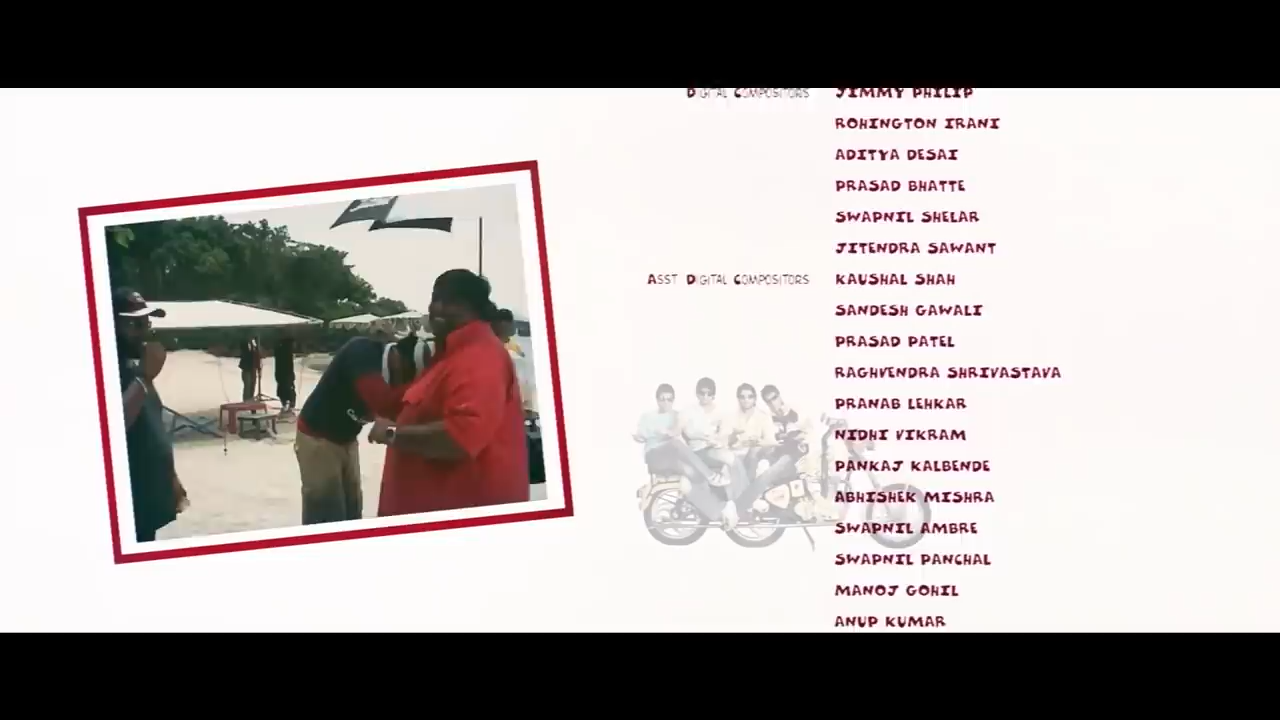 DIGITAL COMPOSITORS JIMMY PHILIP
ROHINGTON IRANI
ADITYA DESAI
PRASAD BHATTE
SWAPNIL SHELAR
JITENDRA SAWANT
ASST DIGITAL COMPOSITORS KAUSHAL SHAH
SANDESH GAWALI
PRASAD PATEL
RAGHVENDRA SHRIVASTAVA
PRANAB LEHKAR
NIDHI VIKRAM
PANKAJ KALBENDE
ABHISHEK MISHRA
SWAPNIL AMBRE
SWAPNIL PANCHAL
MANOJ GOHIL
ANUP KUMAR